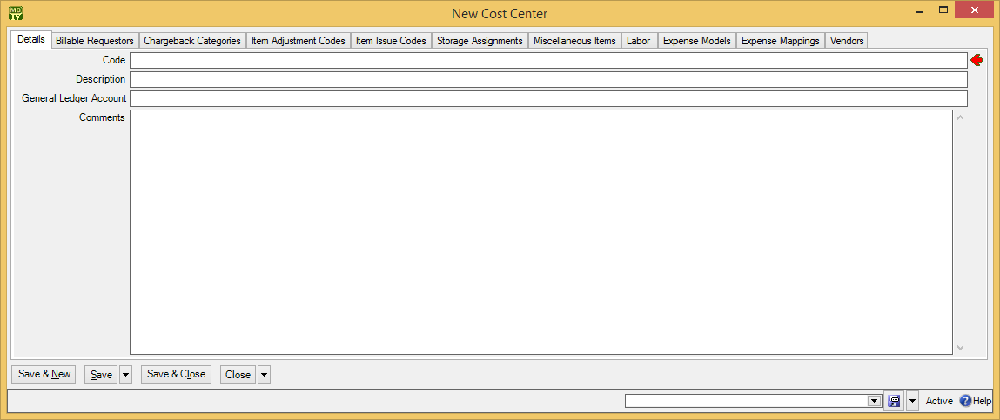 MB
New Cost Center
Details Billable Requestors Chargeback Categories Item Adjustment Codes Item Issue Codes Storage Assignments Miscellaneous Items Labor Expense Models Expense Mappings Vendors
Code
Description
General Ledger Account
Comments
Save & New Save Save & Close Close
Active Help